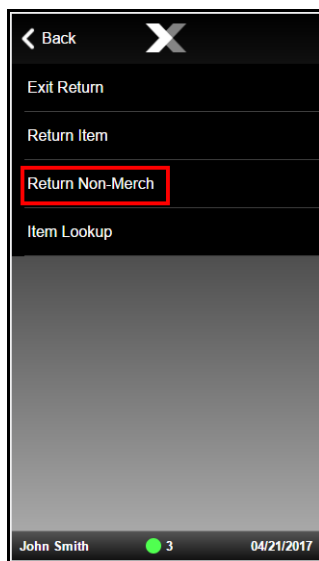 Back
Exit Return
Return Item
Return Non-Merch
Item Lookup
John Smith 3 04/21/2017